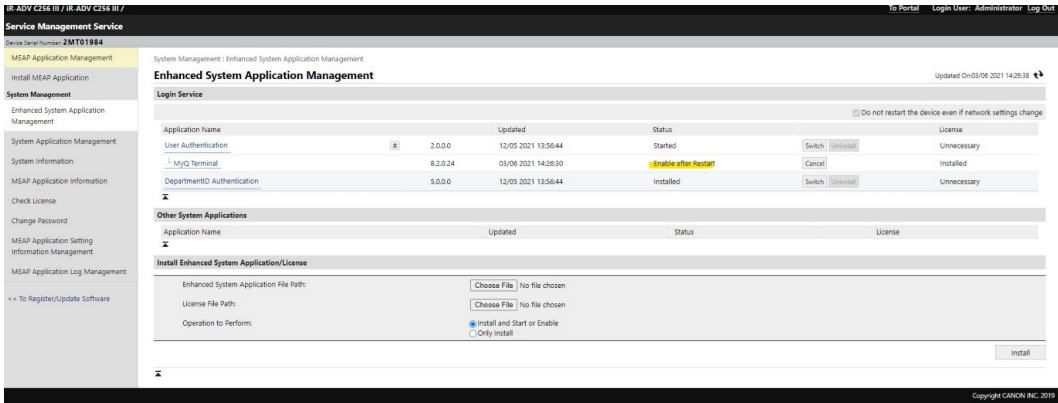 iR-ADV C256 III / iR-ADV C256 III /
To Portal Login User: Administrator Log Out
Service Management Service
Device Serial Number: 2MT01984
MEAP Application Management
Install MEAP Application
System Management
Enhanced System Application
Management
System Application Management
System Information
MEAP Application Information
Check License
Change Password
MEAP Application Setting
Information Management
MEAP Application Log Management
<< To Register/Update Software
System Management : Enhanced System Application Management
Enhanced System Application Management
Updated On:03/06 2021 14:26:38
Login Service
Do not restart the device even if network settings change
Application Name Updated Status License
User Authentication 2.0.0.0 12/05 2021 13:56:44 Started Switch Uninstall Unnecessary
└ MyQ Terminal 8.2.0.24 03/06 2021 14:26:30 Enable after Restart Cancel Installed
DepartmentID Authentication 5.0.0.0 12/05 2021 13:56:44 Installed Switch Uninstall Unnecessary
Other System Applications
Application Name Updated Status License
Install Enhanced System Application/License
Enhanced System Application File Path: Choose File No file chosen
License File Path: Choose File No file chosen
Operation to Perform: Install and Start or Enable
Only Install
Install
Copyright CANON INC. 2019